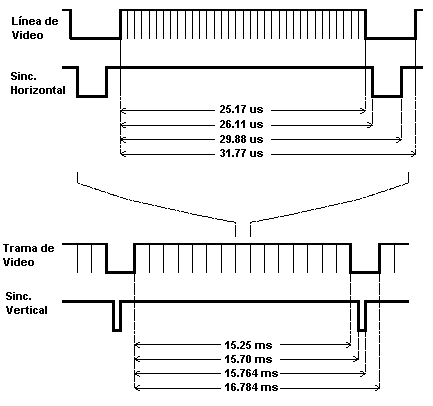 Línea de
Video
Sinc.
Horizontal
25.17 us
26.11 us
29.88 us
31.77 us
Trama de
Video
Sinc.
Vertical
15.25 ms
15.70 ms
15.764 ms
16.784 ms